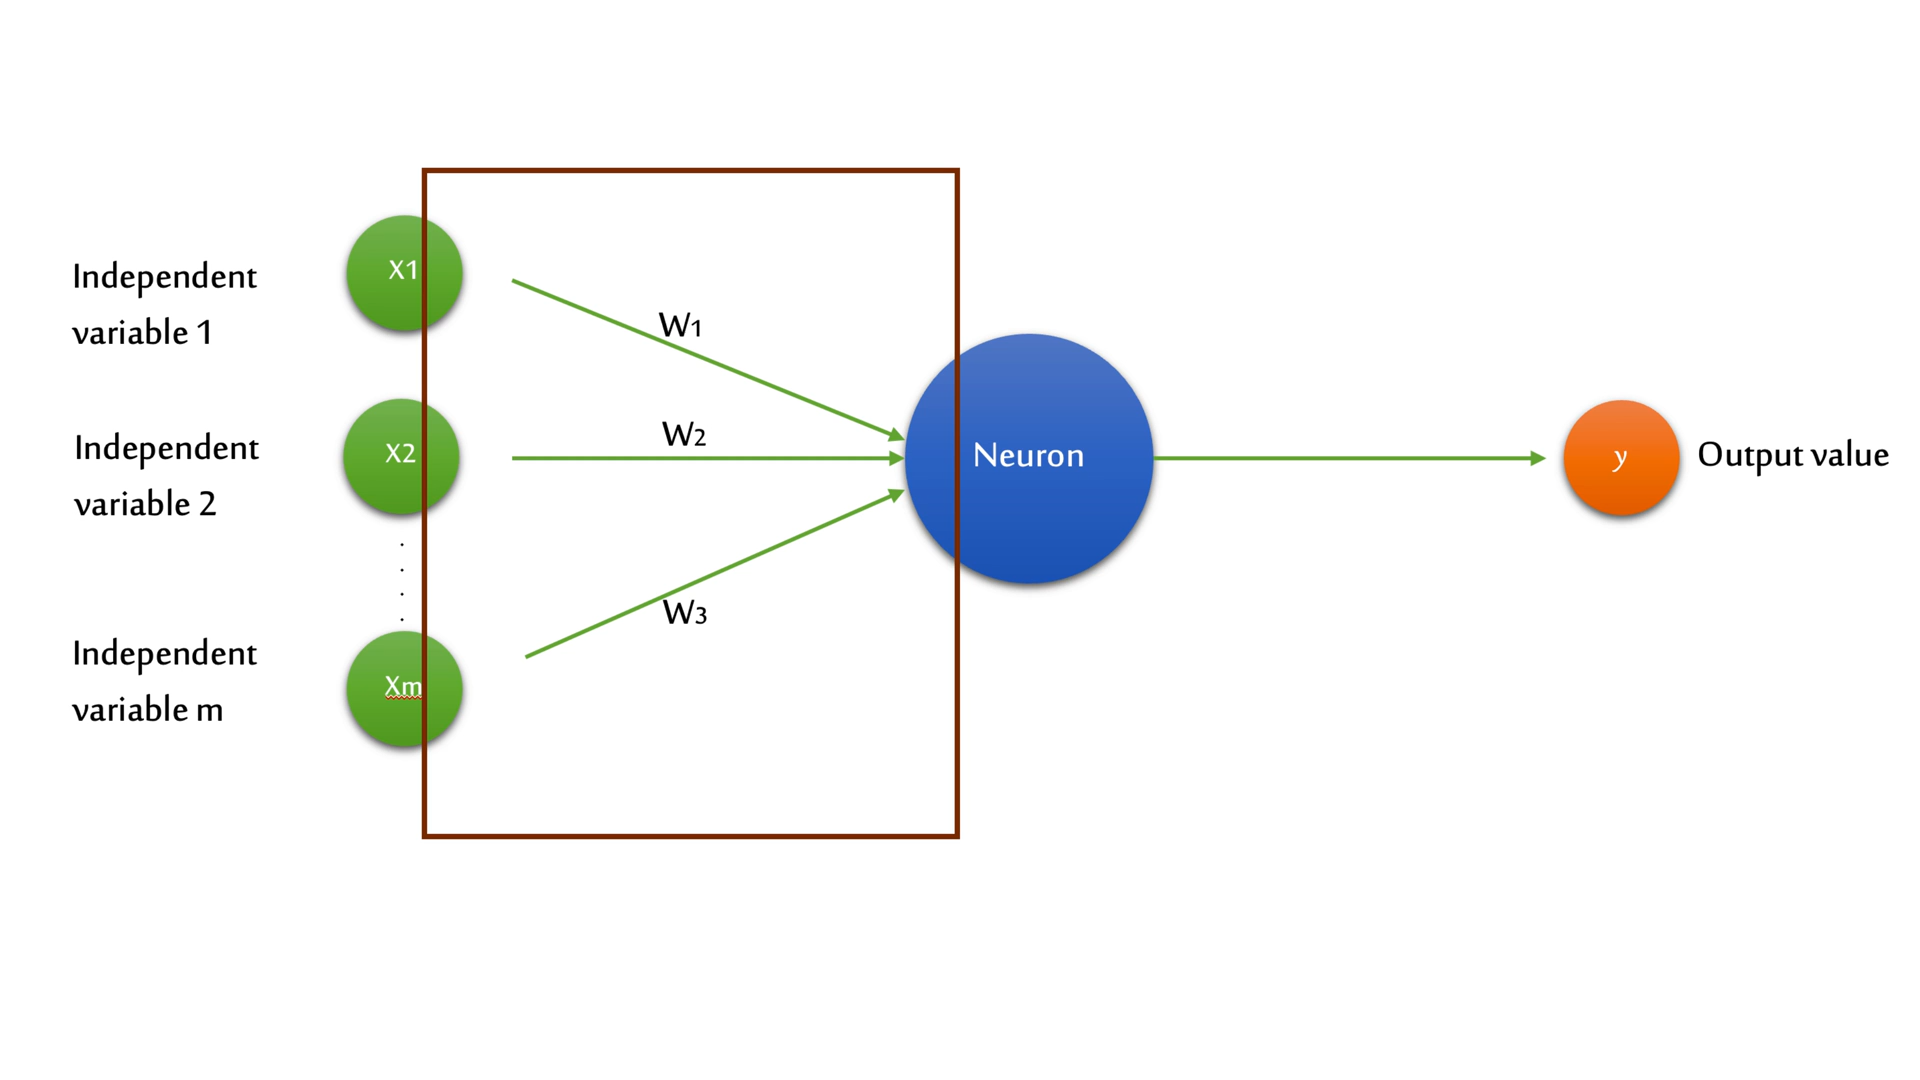 Independent
variable 1
X1
W1
Independent
variable 2
X2
W2
Neuron
y
Output value
.
.
.
.
Independent
variable m
Xm
W3